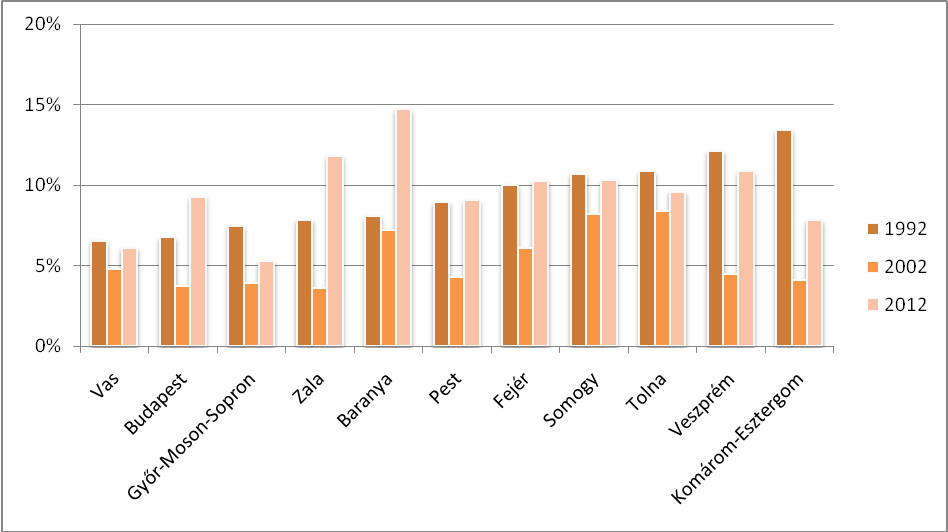 20%
15%
10%
5%
0%
Vas
Budapest
Győr-Moson-Sopron
Zala
Baranya
Pest
Fejér
Somogy
Tolna
Veszprém
Komárom-Esztergom
1992
2002
2012